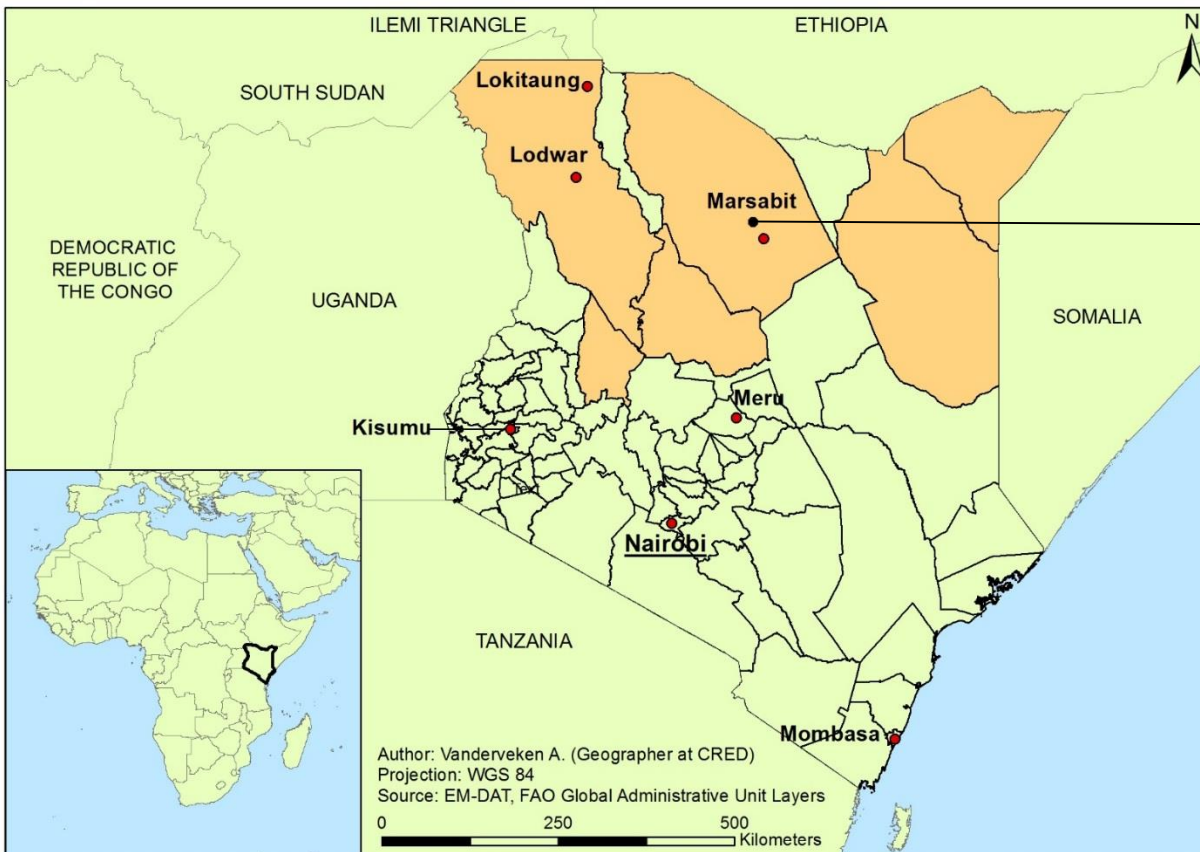 ILEMI TRIANGLE
ETHIOPIA
N
SOUTH SUDAN
Lokitaung
Lodwar
Marsabit
DEMOCRATIC
REPUBLIC OF
THE CONGO
UGANDA
SOMALIA
Meru
Kisumu
Nairobi
TANZANIA
Mombasa
Author: Vanderveken A. (Geographer at CRED)
Projection: WGS 84
Source: EM-DAT, FAO Global Administrative Unit Layers
0 250 500
Kilometers